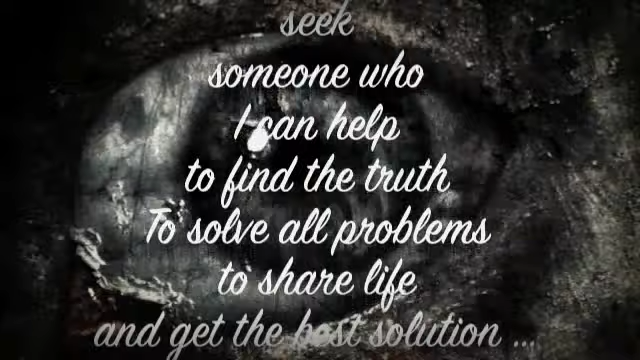 seek
someone who
I can help
to find the truth
To solve all problems
to share life
and get the best solution ...